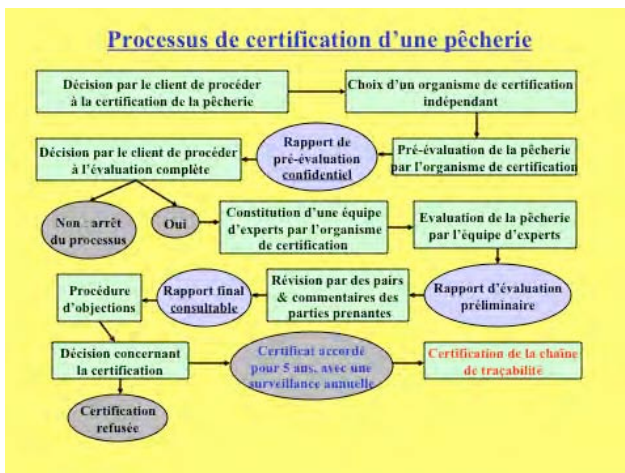 Processus de certification d'une pêcherie
Décision par le client de procéder
à la certification de la pêcherie
Choix d'un organisme de certification
indépendant
Pré-évaluation de la pêcherie
par l'organisme de certification
Rapport de
pré-évaluation
confidentiel
Décision par le client de procéder
à l'évaluation complète
Non : arrêt
du processus
Oui
Constitution d'une équipe
d'experts par l'organisme
de certification
Evaluation de la pêcherie
par l'équipe d'experts
Rapport d'évaluation
préliminaire
Révision par des pairs
& commentaires des
parties prenantes
Rapport final
consultable
Procédure
d'objections
Décision concernant
la certification
Certificat accordé
pour 5 ans, avec une
surveillance annuelle
Certification de la chaîne
de traçabilité
Certification
refusée